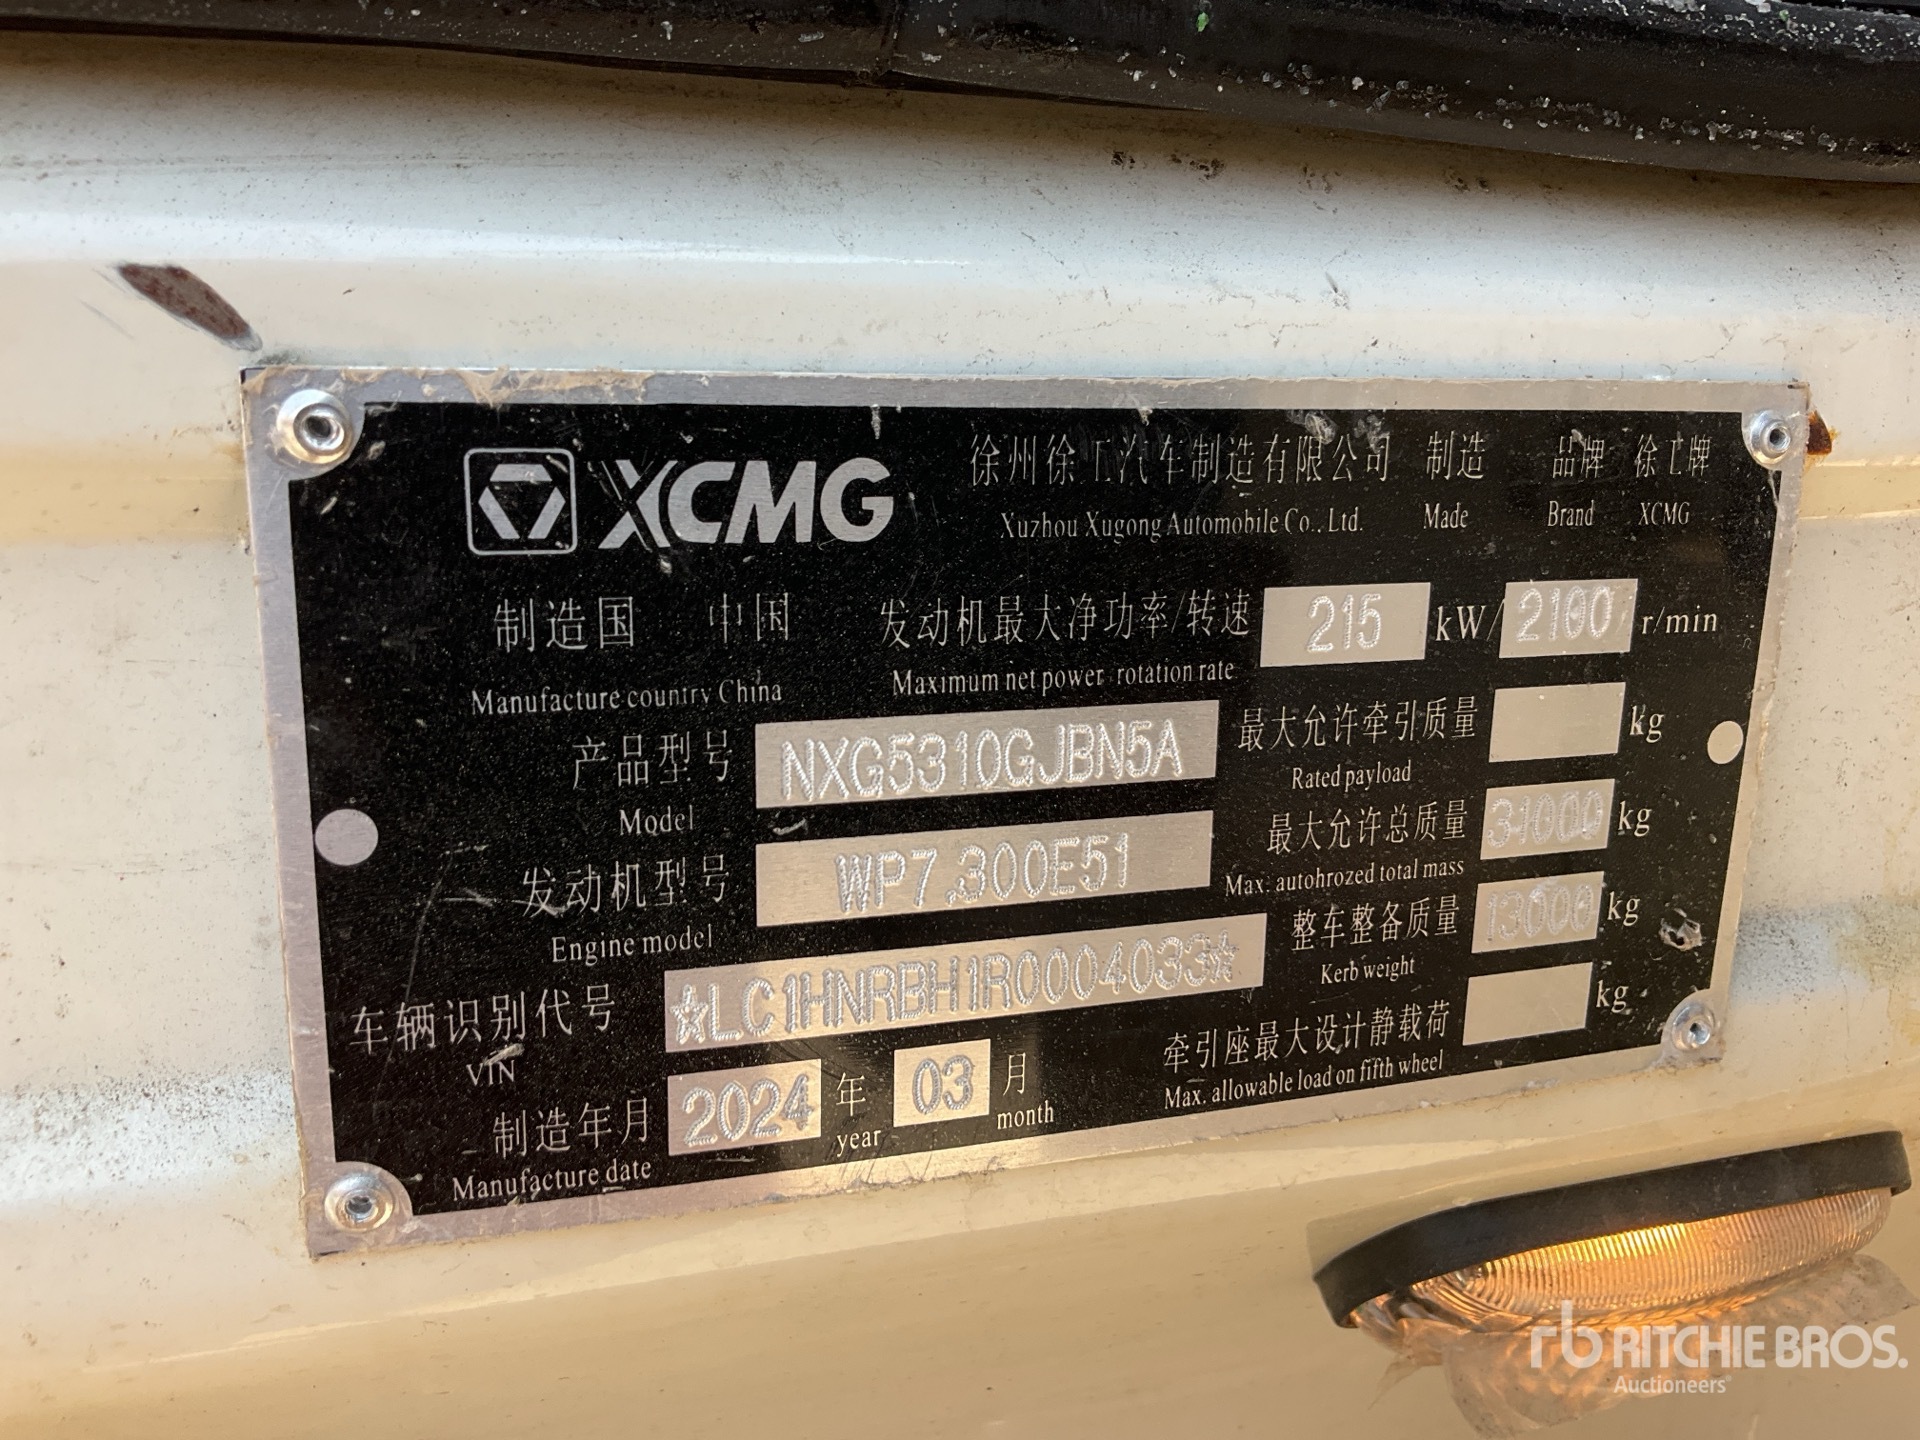 XCMG
徐州徐工汽车制造有限公司 制造 品牌 徐工牌
Xuzhou Xugong Automobile Co., Ltd. Made Brand XCMG
制造国 中国 发动机最大净功率/转速 215 kW/ 2100 r/min
Manufacture country China Maximum net power rotation rate
产品型号 NXG5310GJBN5A 最大允许牵引质量 kg
Model Rated payload
发动机型号 WP7.300E51 最大允许总质量 31000 kg
Engine model Max. autohrozed total mass
车辆识别代号 ☆LC1HNRBH1R0004033☆ 整车整备质量 13000 kg
VIN Kerb weight
制造年月 2024 年 03 月 牵引座最大设计静载荷 kg
Manufacture date year month Max. allowable load on fifth wheel
rb RITCHIE BROS.
Auctioneers